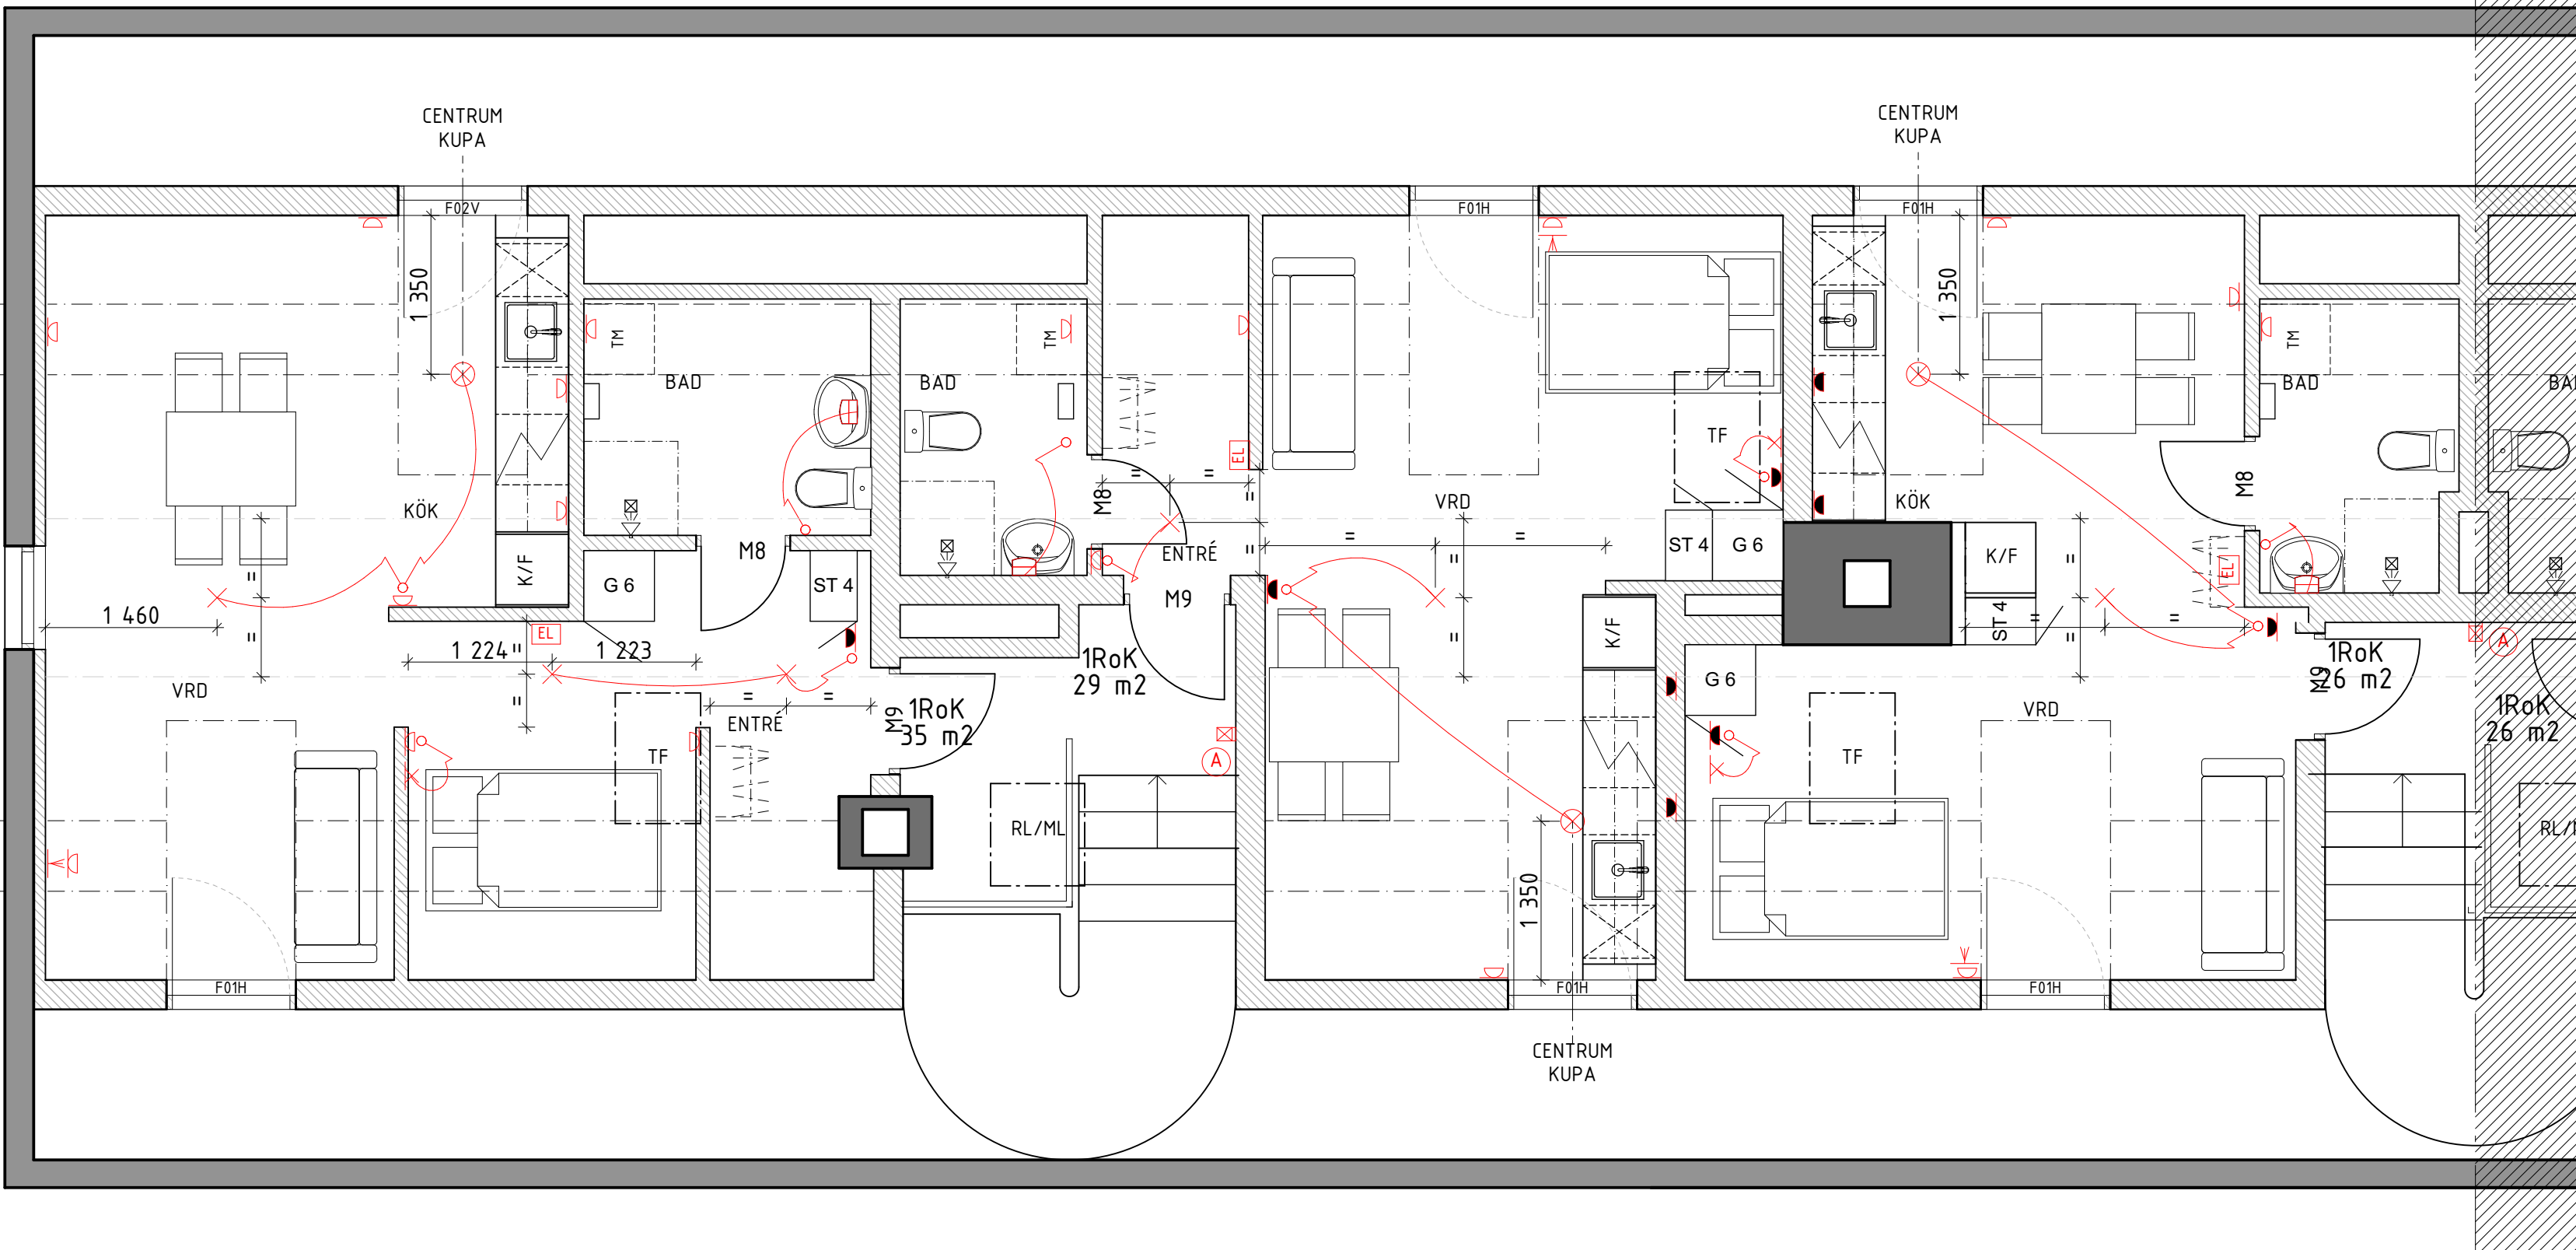 CENTRUM
KUPA
CENTRUM
KUPA
F02V
F01H
F01H
1 350
1 350
TM
TM
TM
BAD
BAD
BAD
TF
EL
M8
M8
VRD
KÖK
KÖK
M8
ENTRÉ
ST 4
G 6
K/F
K/F
G 6
ST 4
EL
M9
ST 4
1 460
EL
K/F
1 224
1 223
1RoK
29 m2
1RoK
26 m2
M9
A
VRD
G 6
VRD
ENTRÉ
M9
1RoK
35 m2
1RoK
26 m2
TF
TF
A
RL/ML
1 350
F01H
F01H
F01H
CENTRUM
KUPA